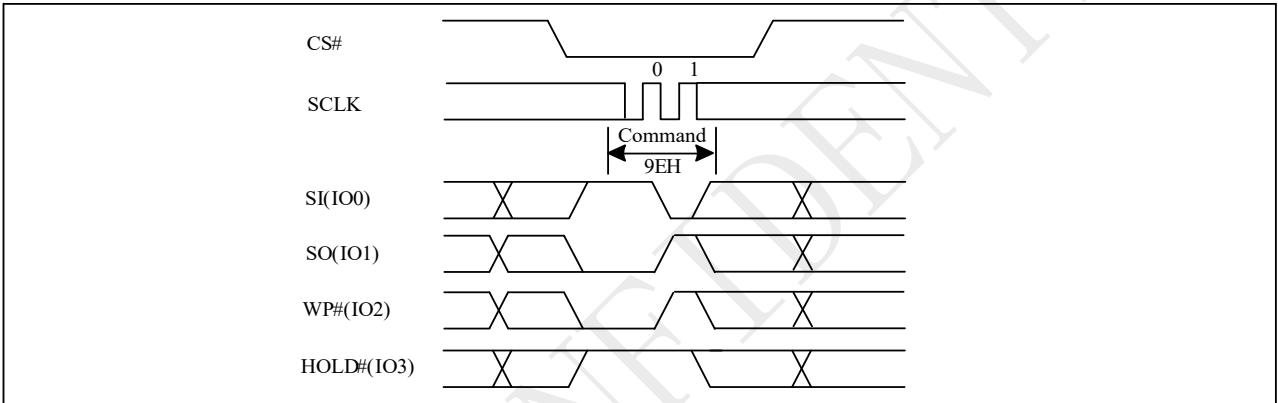 CS#
0 1
SCLK
Command
9EH
SI(IO0)
SO(IO1)
WP#(IO2)
HOLD#(IO3)